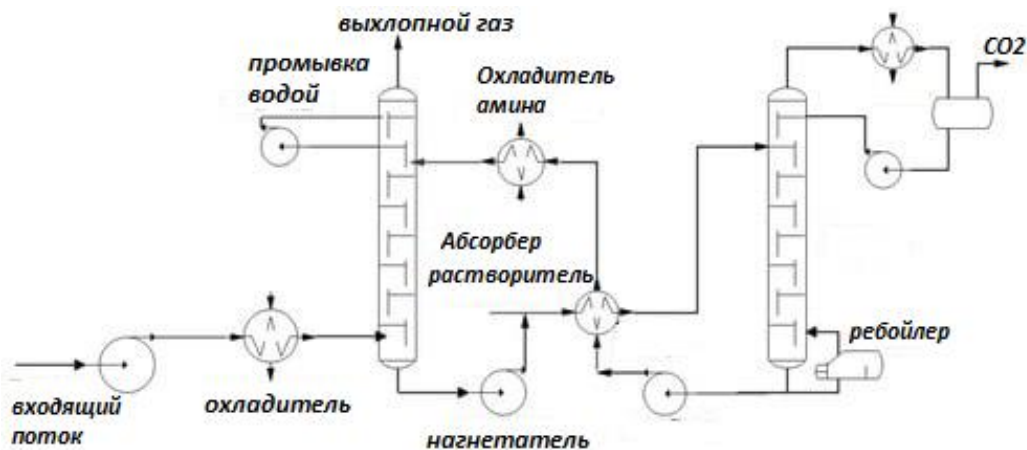 выхлопной газ
промывка
водой
Охладитель
амина
CO2
Абсорбер
растворитель
ребойлер
входящий
поток
охладитель
нагнетатель